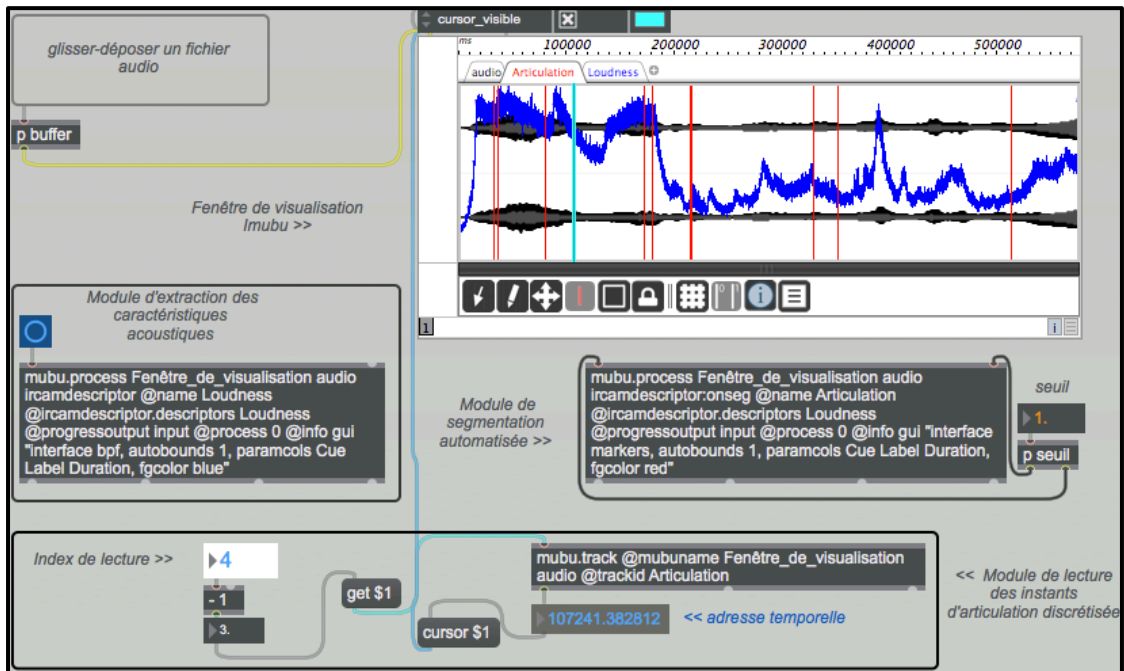 glisser-déposer un fichier
audio
p buffer
cursor_visible
ms 100000 200000 300000 400000 500000
audio Articulation Loudness
Fenêtre de visualisation
Imubu >>
1
i
Module d'extraction des
caractéristiques
acoustiques
mubu.process Fenêtre_de_visualisation audio
ircamdescriptor @name Loudness
@ircamdescriptor.descriptors Loudness
@progressoutput input @process 0 @info gui
"interface bpf, autobounds 1, paramcols Cue
Label Duration, fgcolor blue"
Module de
segmentation
automatisée >>
mubu.process Fenêtre_de_visualisation audio
ircamdescriptor:onseg @name Articulation
@ircamdescriptor.descriptors Loudness
@progressoutput input @process 0 @info gui "interface
markers, autobounds 1, paramcols Cue Label Duration,
fgcolor red"
seuil
1.
p seuil
Index de lecture >>
4
- 1
3.
get $1
cursor $1
mubu.track @mubuname Fenêtre_de_visualisation
audio @trackid Articulation
107241.382812
<< adresse temporelle
<< Module de lecture
des instants
d'articulation discrétisée